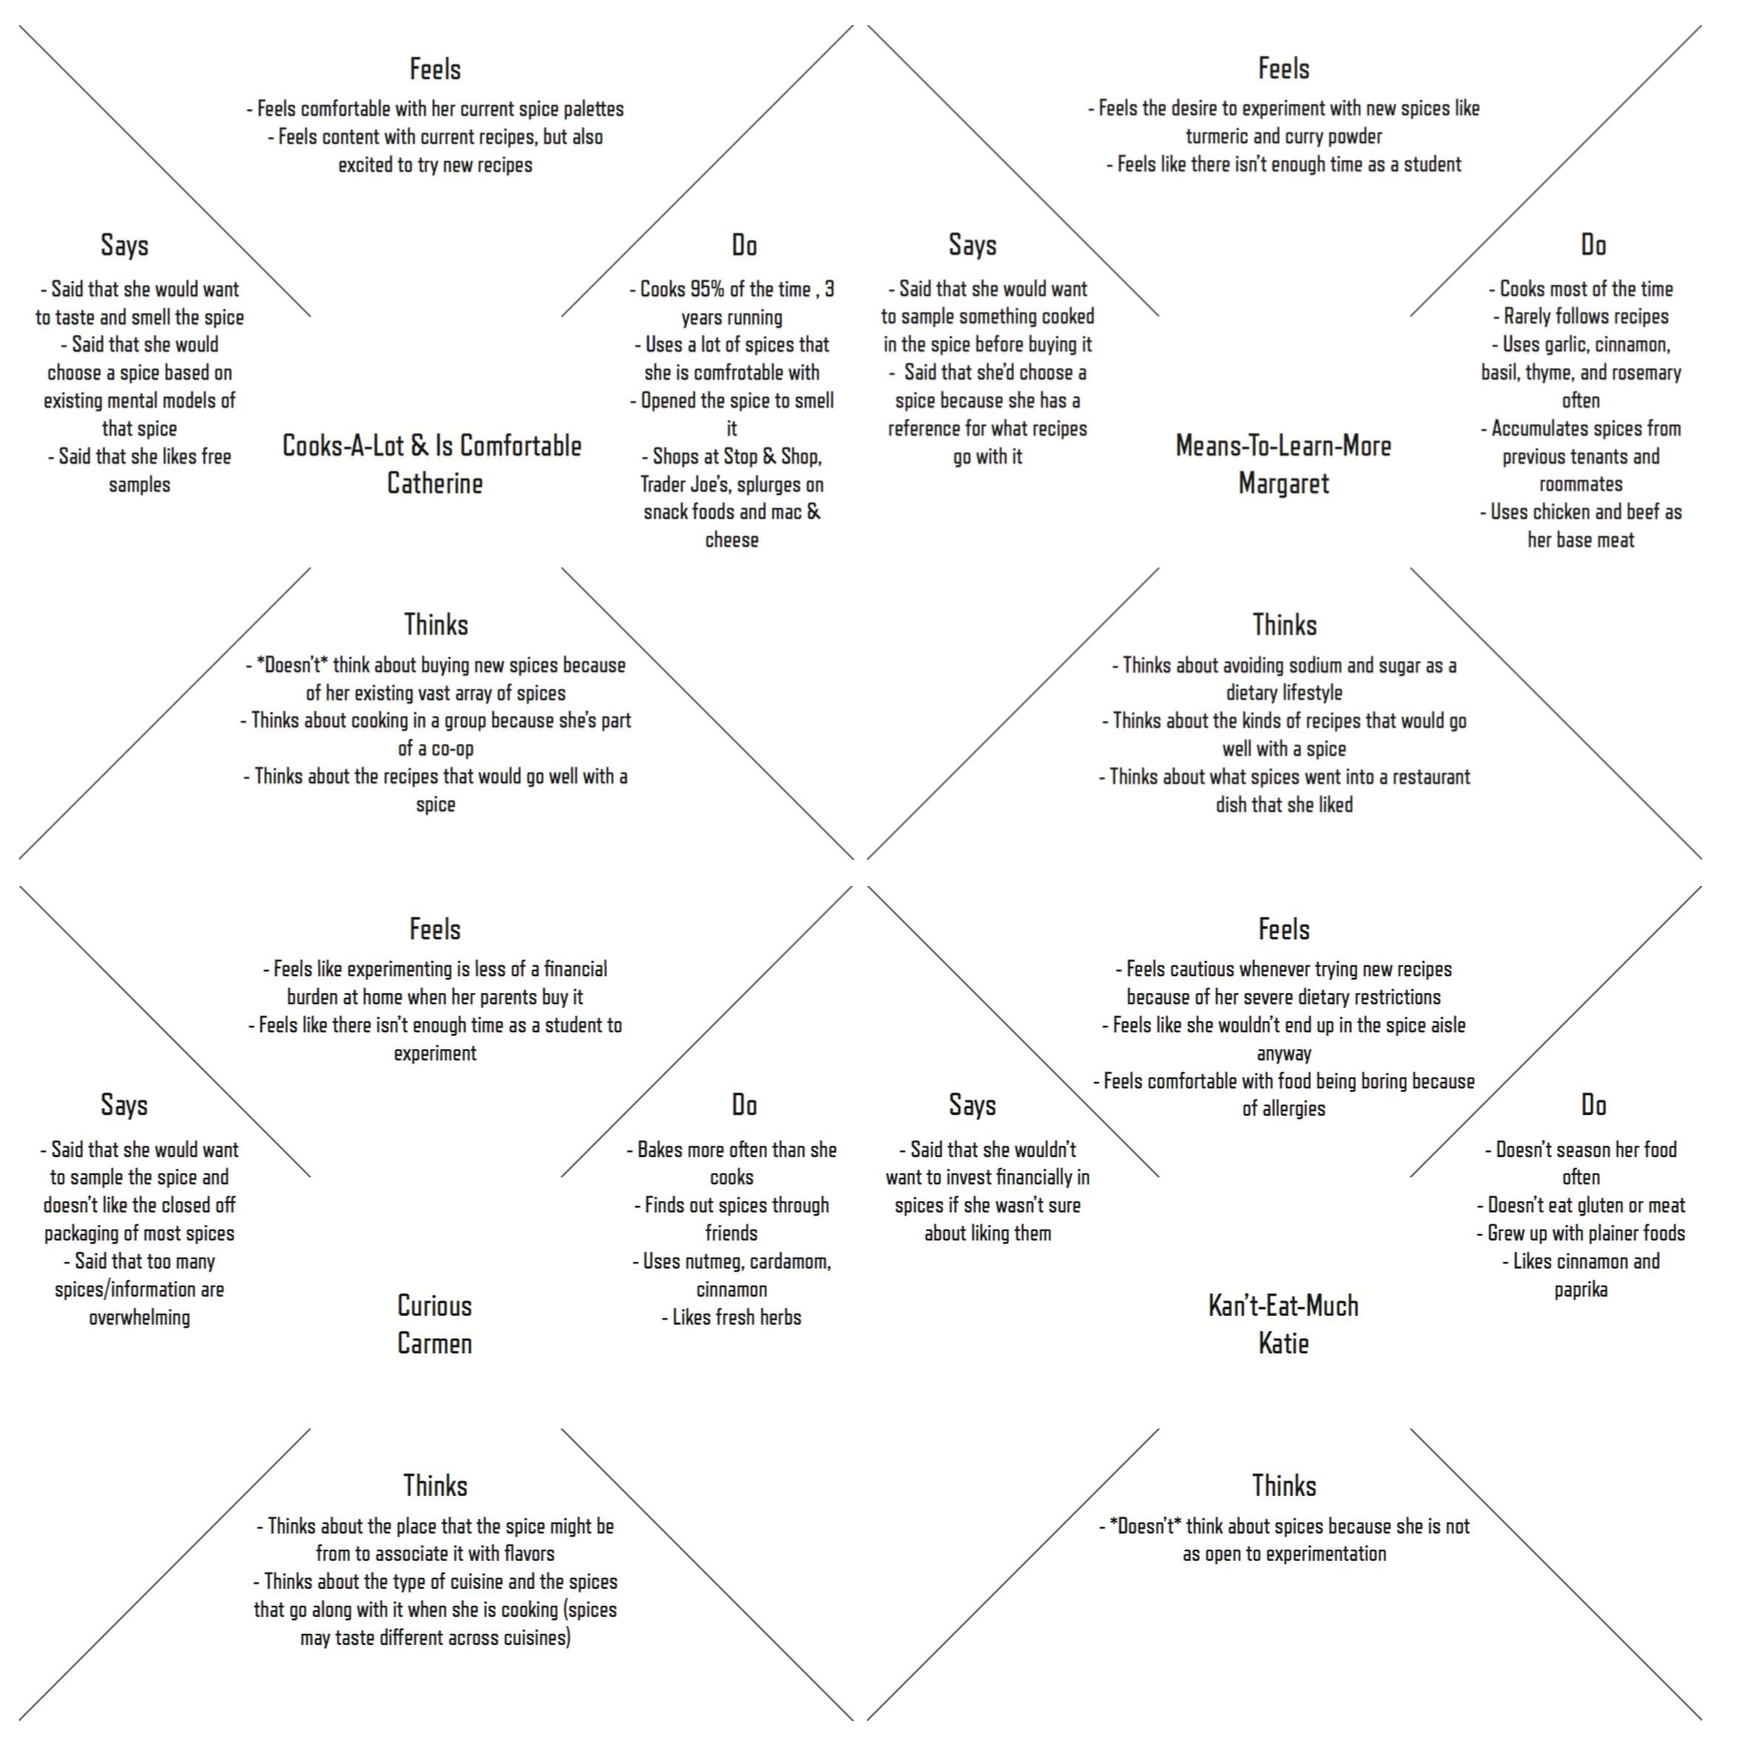 Feels
- Feels comfortable with her current spice palettes
- Feels content with current recipes, but also
excited to try new recipes
Says
- Said that she would want
to taste and smell the spice
- Said that she would
choose a spice based on
existing mental models of
that spice
- Said that she likes free
samples
Cooks-A-Lot & Is Comfortable
Catherine
Do
- Cooks 95% of the time , 3
years running
- Uses a lot of spices that
she is comfrotable with
- Opened the spice to smell
it
- Shops at Stop & Shop,
Trader Joe's, splurges on
snack foods and mac &
cheese
Thinks
- *Doesn't* think about buying new spices because
of her existing vast array of spices
- Thinks about cooking in a group because she's part
of a co-op
- Thinks about the recipes that would go well with a
spice
Feels
- Feels the desire to experiment with new spices like
turmeric and curry powder
- Feels like there isn't enough time as a student
Says
- Said that she would want
to sample something cooked
in the spice before buying it
- Said that she'd choose a
spice because she has a
reference for what recipes
go with it
Means-To-Learn-More
Margaret
Do
- Cooks most of the time
- Rarely follows recipes
- Uses garlic, cinnamon,
basil, thyme, and rosemary
often
- Accumulates spices from
previous tenants and
roommates
- Uses chicken and beef as
her base meat
Thinks
- Thinks about avoiding sodium and sugar as a
dietary lifestyle
- Thinks about the kinds of recipes that would go
well with a spice
- Thinks about what spices went into a restaurant
dish that she liked
Feels
- Feels like experimenting is less of a financial
burden at home when her parents buy it
- Feels like there isn't enough time as a student to
experiment
Says
- Said that she would want
to sample the spice and
doesn't like the closed off
packaging of most spices
- Said that too many
spices/information are
overwhelming
Curious
Carmen
Do
- Bakes more often than she
cooks
- Finds out spices through
friends
- Uses nutmeg, cardamom,
cinnamon
- Likes fresh herbs
Thinks
- Thinks about the place that the spice might be
from to associate it with flavors
- Thinks about the type of cuisine and the spices
that go along with it when she is cooking (spices
may taste different across cuisines)
Feels
- Feels cautious whenever trying new recipes
because of her severe dietary restrictions
- Feels like she wouldn't end up in the spice aisle
anyway
- Feels comfortable with food being boring because
of allergies
Says
- Said that she wouldn't
want to invest financially in
spices if she wasn't sure
about liking them
Kan't-Eat-Much
Katie
Do
- Doesn't season her food
often
- Doesn't eat gluten or meat
- Grew up with plainer foods
- Likes cinnamon and
paprika
Thinks
- *Doesn't* think about spices because she is not
as open to experimentation